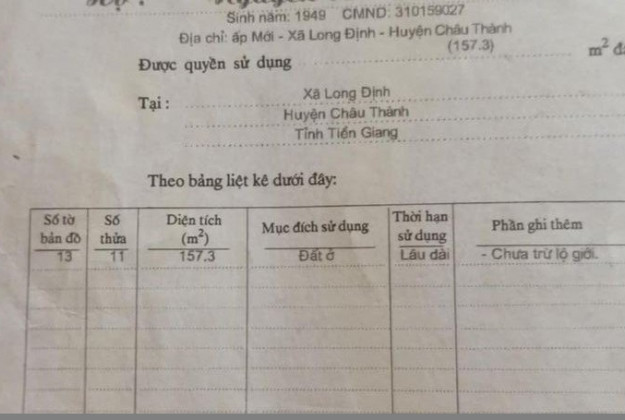 Sinh năm: 1949 CMND: 310159027
Địa chỉ: ấp Mới - Xã Long Định - Huyện Châu Thành
Được quyền sử dụng (157.3) m² đ
Tại : Xã Long Định
Huyện Châu Thành
Tỉnh Tiền Giang
Theo bảng liệt kê dưới đây:
Số tờ bản đồ Số thửa Diện tích (m²) Mục đích sử dụng Thời hạn sử dụng Phần ghi thêm
13 11 157.3 Đất ở Lâu dài - Chưa trừ lộ giới.